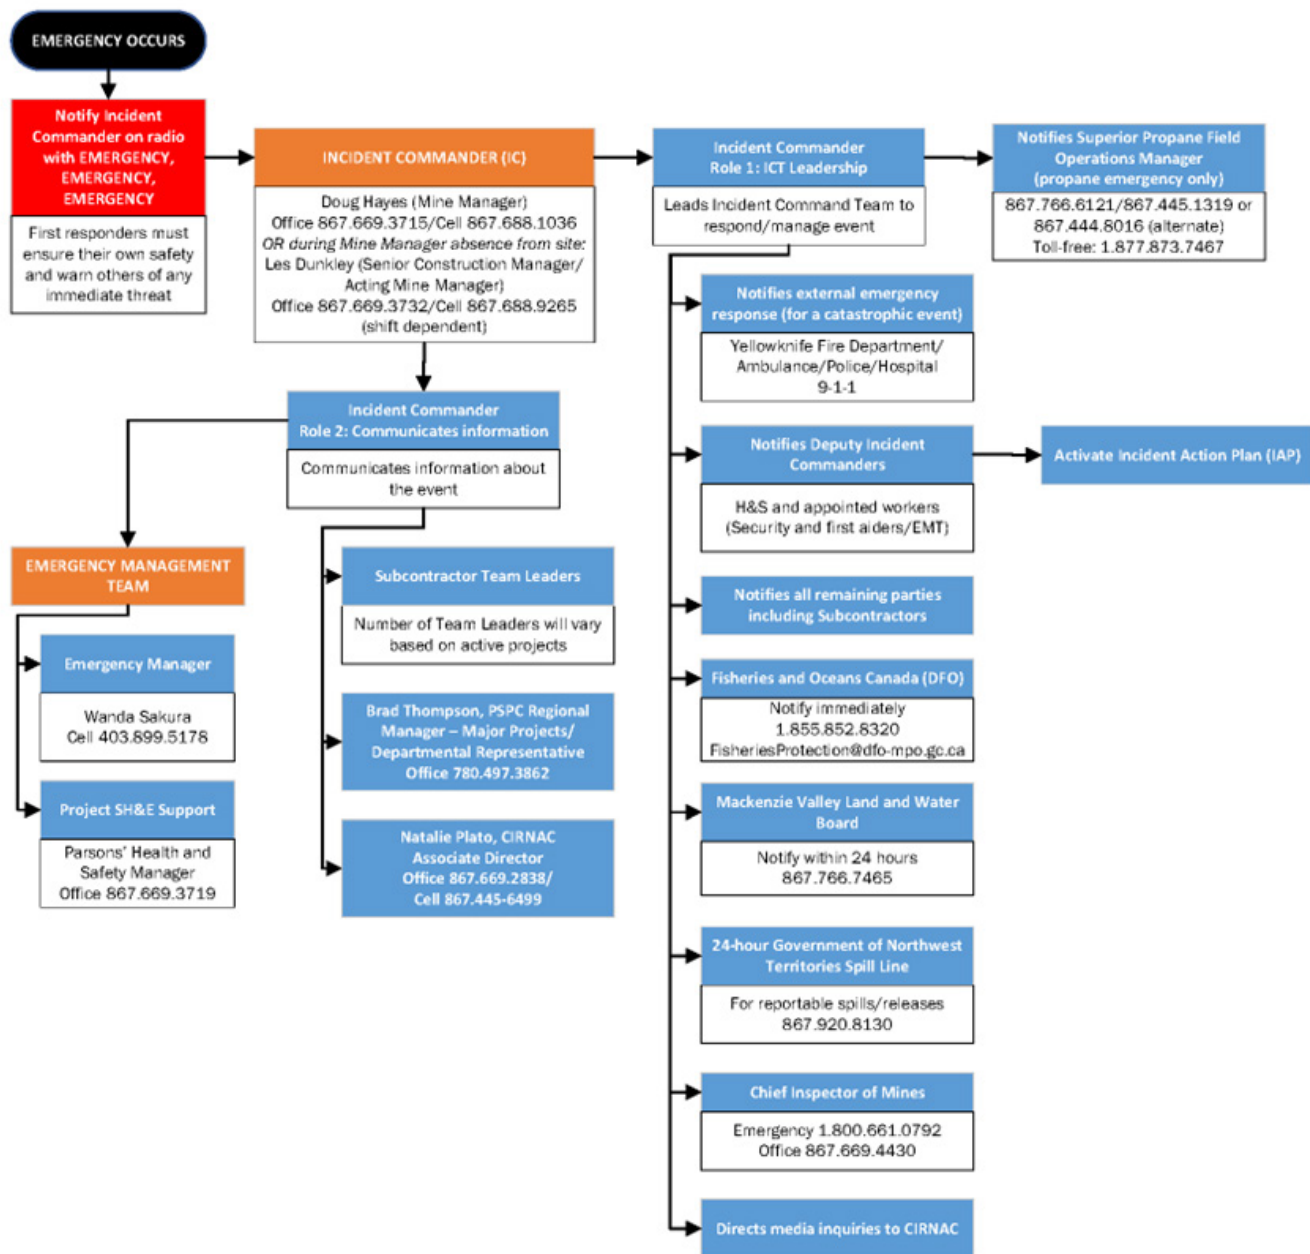 EMERGENCY OCCURS
Notify Incident
Commander on radio
with EMERGENCY,
EMERGENCY,
EMERGENCY
First responders must
ensure their own safety
and warn others of any
immediate threat
INCIDENT COMMANDER (IC)
Doug Hayes (Mine Manager)
Office 867.669.3715/Cell 867.688.1036
OR during Mine Manager absence from site:
Les Dunkley (Senior Construction Manager/
Acting Mine Manager)
Office 867.669.3732/Cell 867.688.9265
(shift dependent)
Incident Commander
Role 1: ICT Leadership
Leads Incident Command Team to
respond/manage event
Notifies Superior Propane Field
Operations Manager
(propane emergency only)
867.766.6121/867.445.1319 or
867.444.8016 (alternate)
Toll-free: 1.877.873.7467
Notifies external emergency
response (for a catastrophic event)
Yellowknife Fire Department/
Ambulance/Police/Hospital
9-1-1
Incident Commander
Role 2: Communicates information
Communicates information about
the event
Notifies Deputy Incident
Commanders
H&S and appointed workers
(Security and first aiders/EMT)
Activate Incident Action Plan (IAP)
EMERGENCY MANAGEMENT
TEAM
Emergency Manager
Wanda Sakura
Cell 403.899.5178
Project SH&E Support
Parsons' Health and
Safety Manager
Office 867.669.3719
Subcontractor Team Leaders
Number of Team Leaders will vary
based on active projects
Brad Thompson, PSPC Regional
Manager – Major Projects/
Departmental Representative
Office 780.497.3862
Natalie Plato, CIRNAC
Associate Director
Office 867.669.2838/
Cell 867.445-6499
Notifies all remaining parties
including Subcontractors
Fisheries and Oceans Canada (DFO)
Notify immediately
1.855.852.8320
FisheriesProtection@dfo-mpo.gc.ca
Mackenzie Valley Land and Water
Board
Notify within 24 hours
867.766.7465
24-hour Government of Northwest
Territories Spill Line
For reportable spills/releases
867.920.8130
Chief Inspector of Mines
Emergency 1.800.661.0792
Office 867.669.4430
Directs media inquiries to CIRNAC